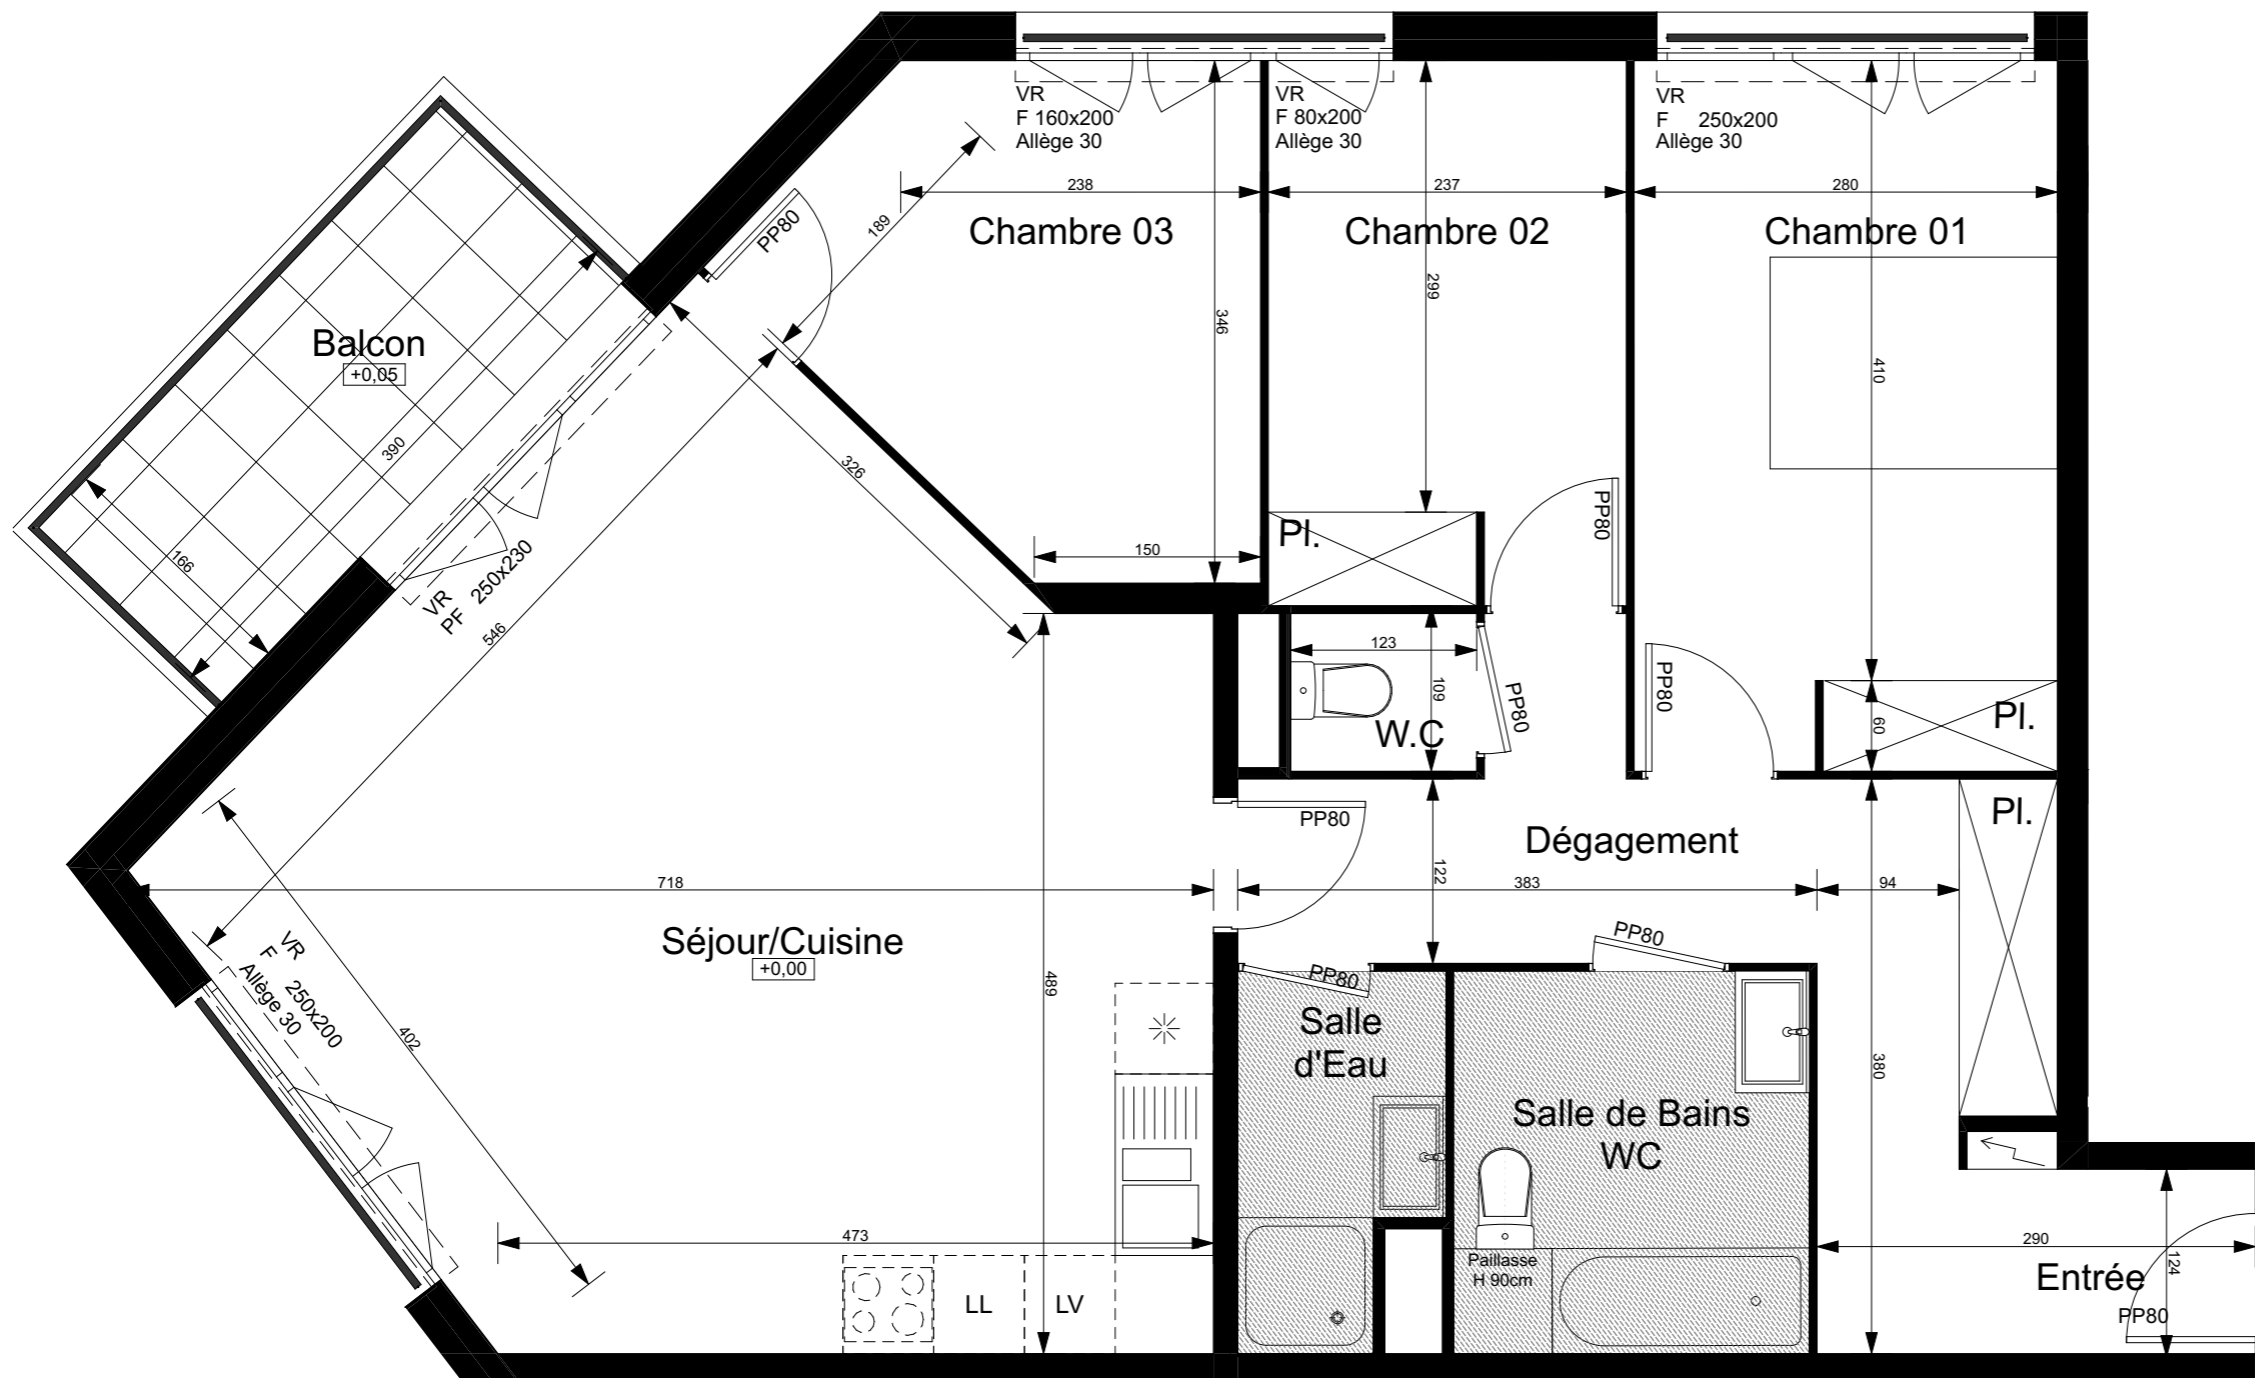 VR
F 160x200
Allège 30
VR
F 80x200
Allège 30
VR
F 250x200
Allège 30
238
237
280
189
PP80
Chambre 03
Chambre 02
Chambre 01
299
346
410
Balcon
+0,05
390
166
326
VR
PF 250x230
546
150
Pl.
PP80
123
109
W.C
PP80
PP80
60
Pl.
Pl.
PP80
Dégagement
122
718
383
94
Séjour/Cuisine
+0,00
VR
F 250x200
Allège 30
402
489
PP80
PP80
Salle
d'Eau
Salle de Bains
WC
380
473
Paillasse
H 90cm
290
124
Entrée
PP80
LL
LV